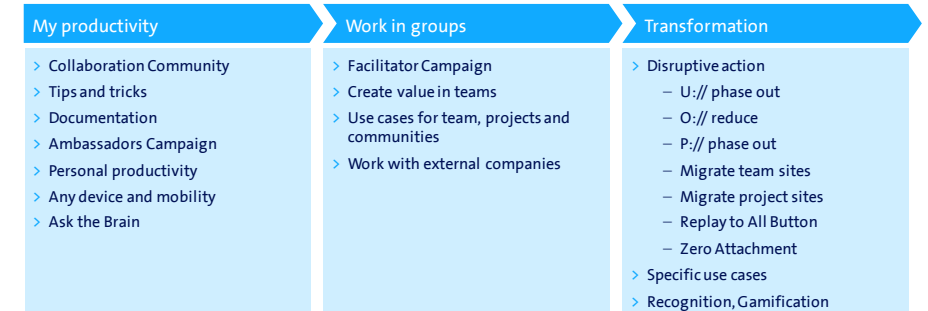 My productivity
> Collaboration Community
> Tips and tricks
> Documentation
> Ambassadors Campaign
> Personal productivity
> Any device and mobility
> Ask the Brain
Work in groups
> Facilitator Campaign
> Create value in teams
> Use cases for team, projects and
communities
> Work with external companies
Transformation
> Disruptive action
– U:// phase out
– O:// reduce
– P:// phase out
– Migrate team sites
– Migrate project sites
– Replay to All Button
– Zero Attachment
> Specific use cases
> Recognition, Gamification